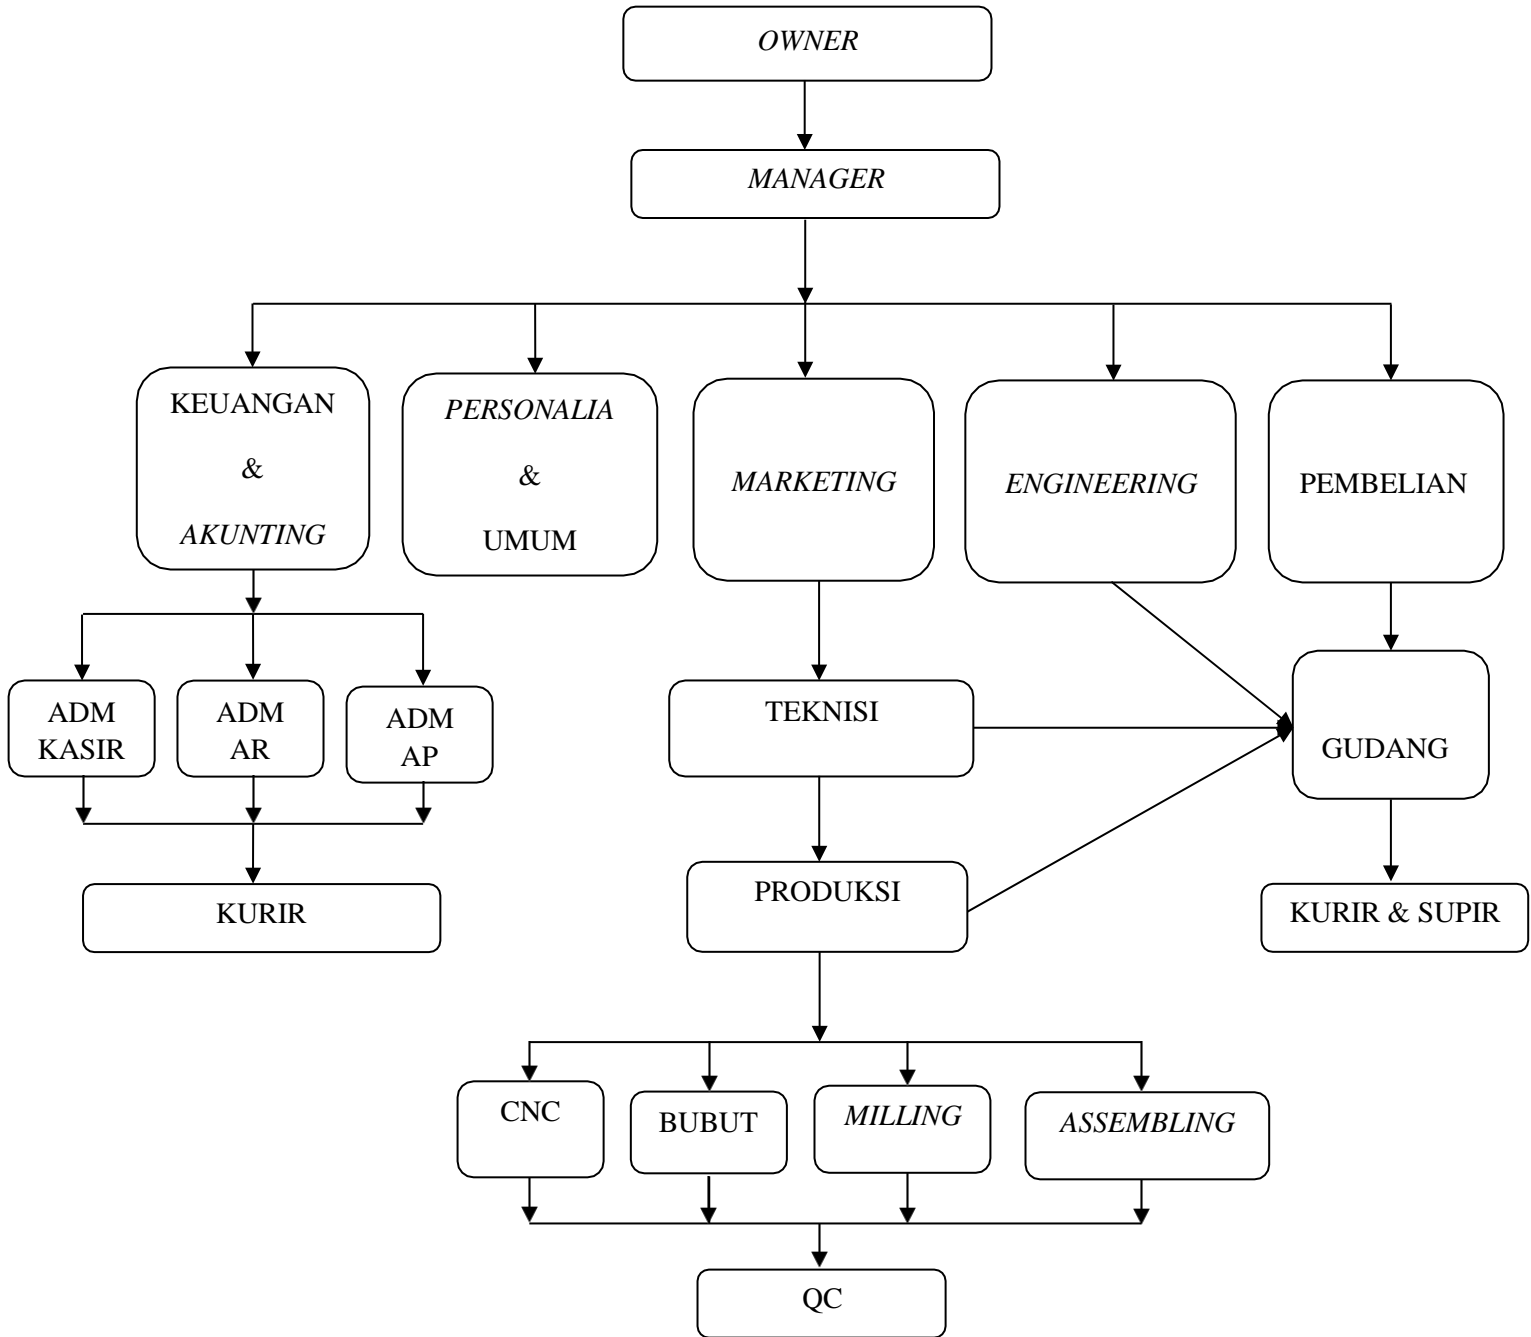 OWNER
MANAGER
KEUANGAN
&
AKUNTING
PERSONALIA
&
UMUM
MARKETING
ENGINEERING
PEMBELIAN
ADM
KASIR
ADM
AR
ADM
AP
TEKNISI
GUDANG
KURIR
PRODUKSI
KURIR & SUPIR
CNC
BUBUT
MILLING
ASSEMBLING
QC